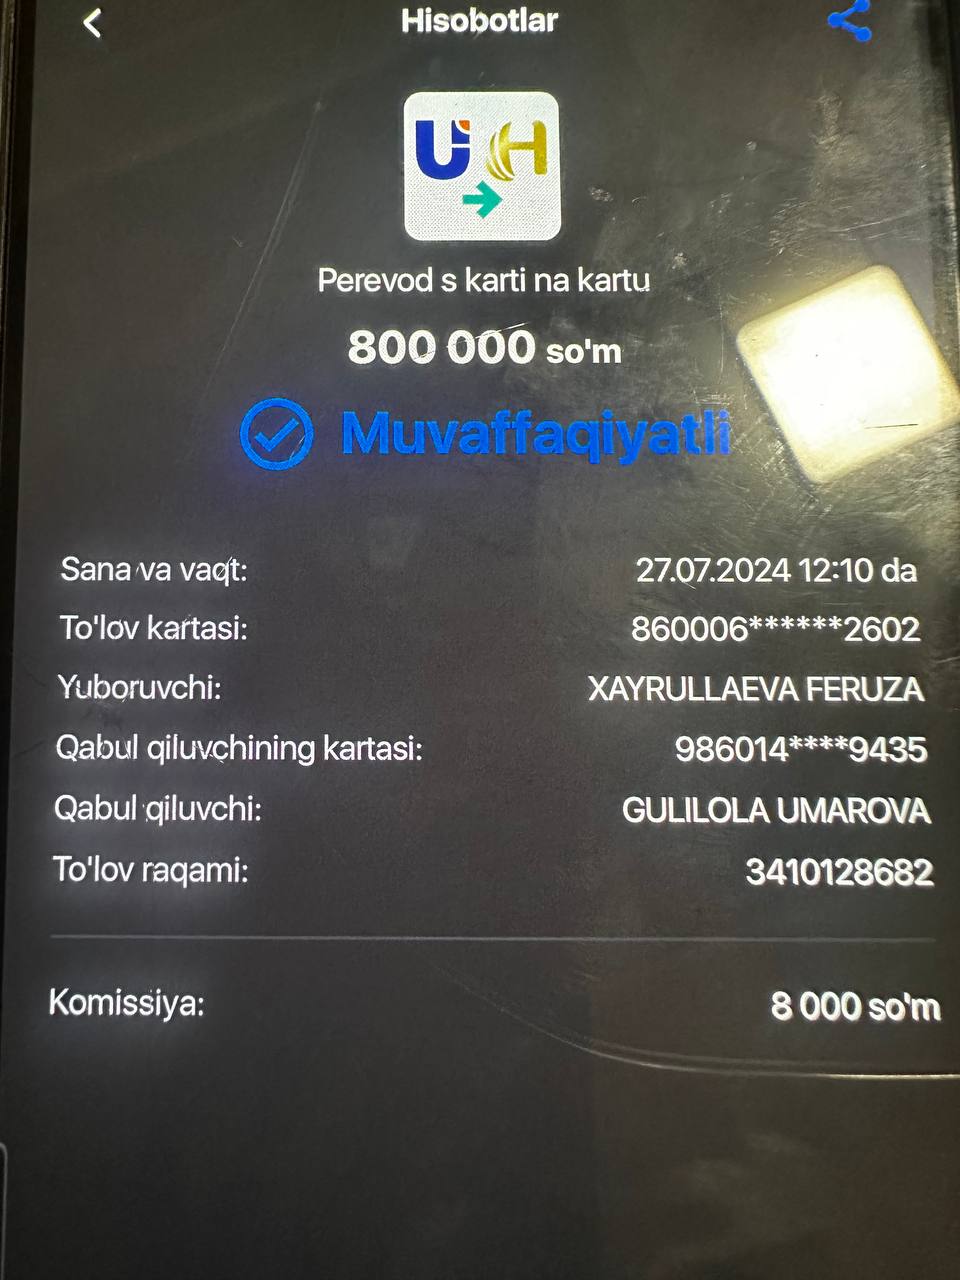 Hisobotlar
U H
Perevod s karti na kartu
800 000 so'm
Muvaffaqiyatli
Sana va vaqt: 27.07.2024 12:10 da
To'lov kartasi: 860006******2602
Yuboruvchi: XAYRULLAEVA FERUZA
Qabul qiluvchining kartasi: 986014****9435
Qabul qiluvchi: GULILOLA UMAROVA
To'lov raqami: 3410128682
Komissiya: 8 000 so'm